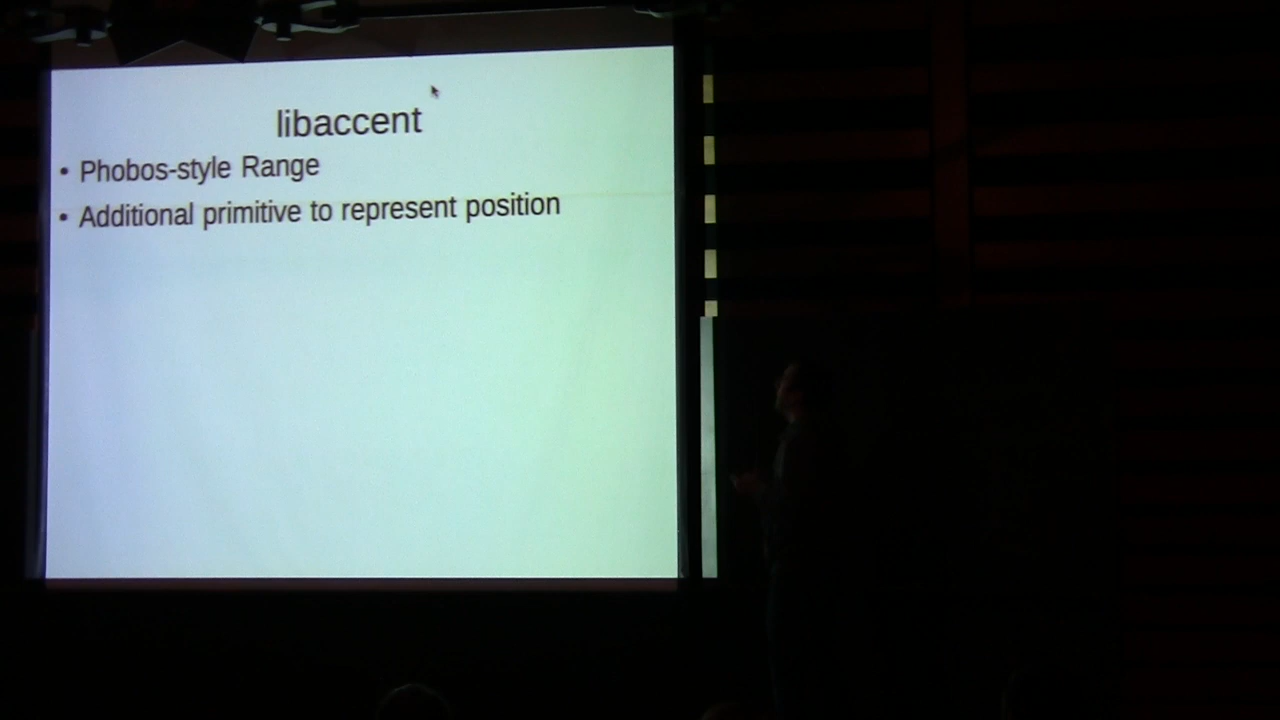 libaccent
• Phobos-style Range
• Additional primitive to represent position